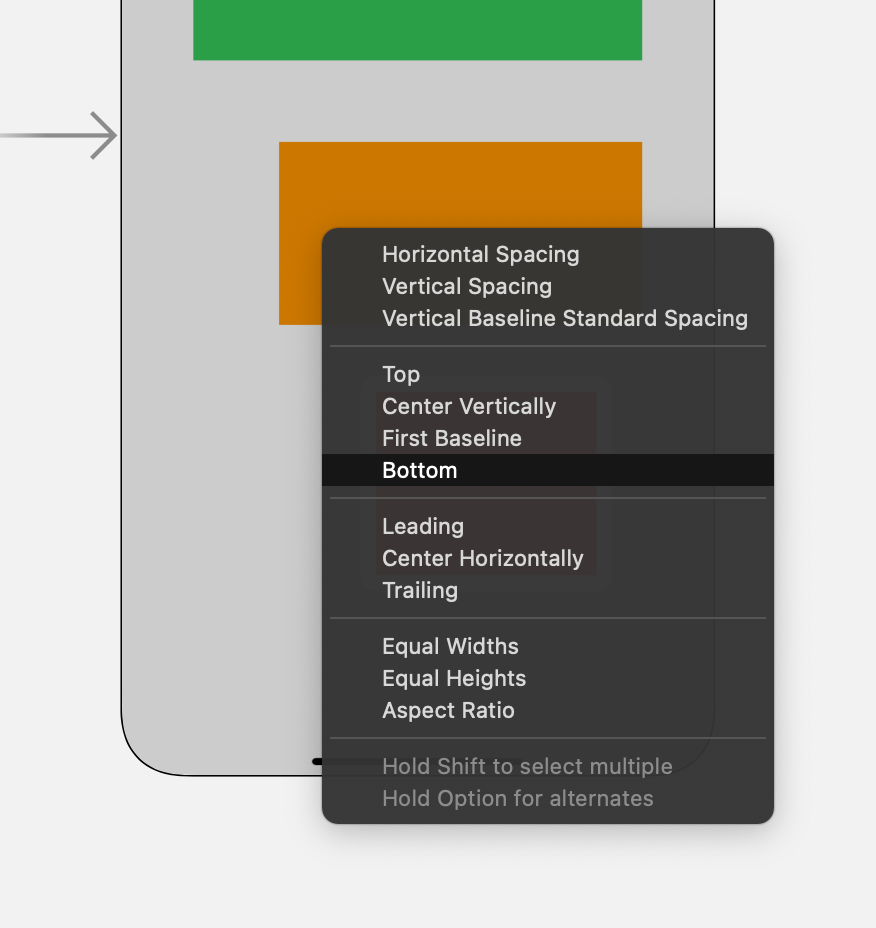 Horizontal Spacing
Vertical Spacing
Vertical Baseline Standard Spacing
Top
Center Vertically
First Baseline
Bottom
Leading
Center Horizontally
Trailing
Equal Widths
Equal Heights
Aspect Ratio
Hold Shift to select multiple
Hold Option for alternates